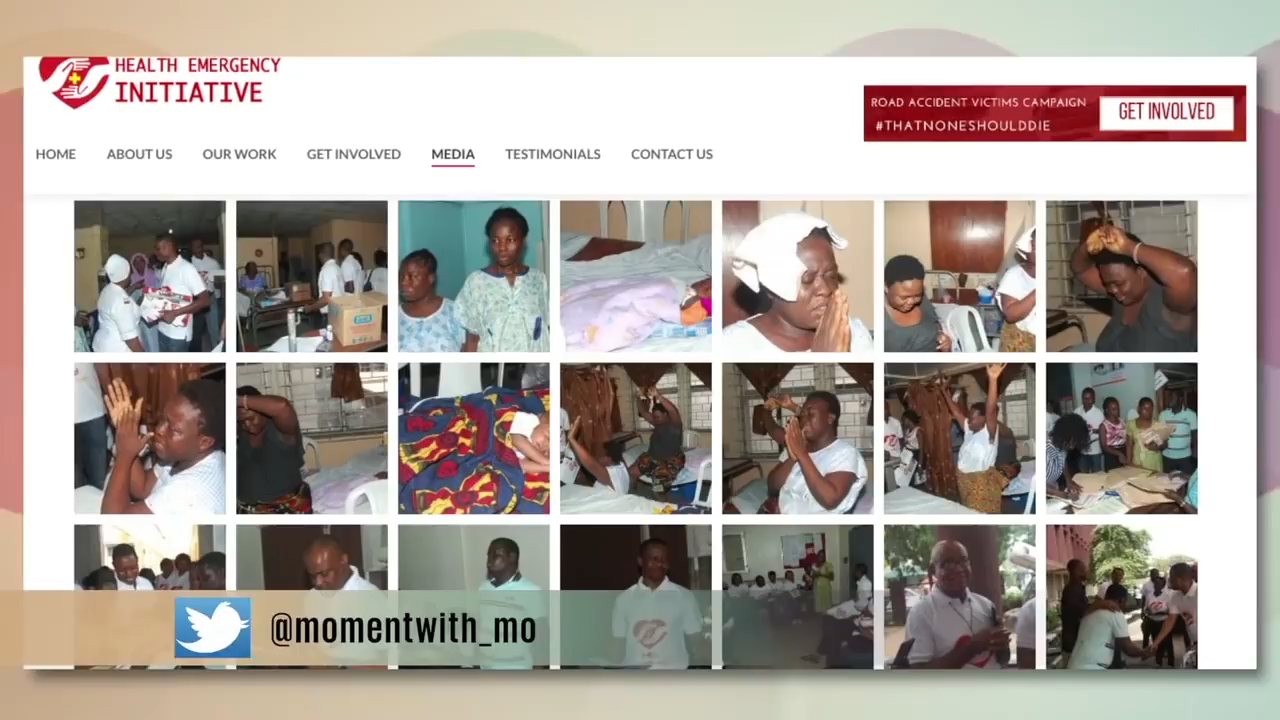 HEALTH EMERGENCY
INITIATIVE
ROAD ACCIDENT VICTIMS CAMPAIGN
#THATNONESHOULDDIE
GET INVOLVED
HOME ABOUT US OUR WORK GET INVOLVED MEDIA TESTIMONIALS CONTACT US
@momentwith_mo